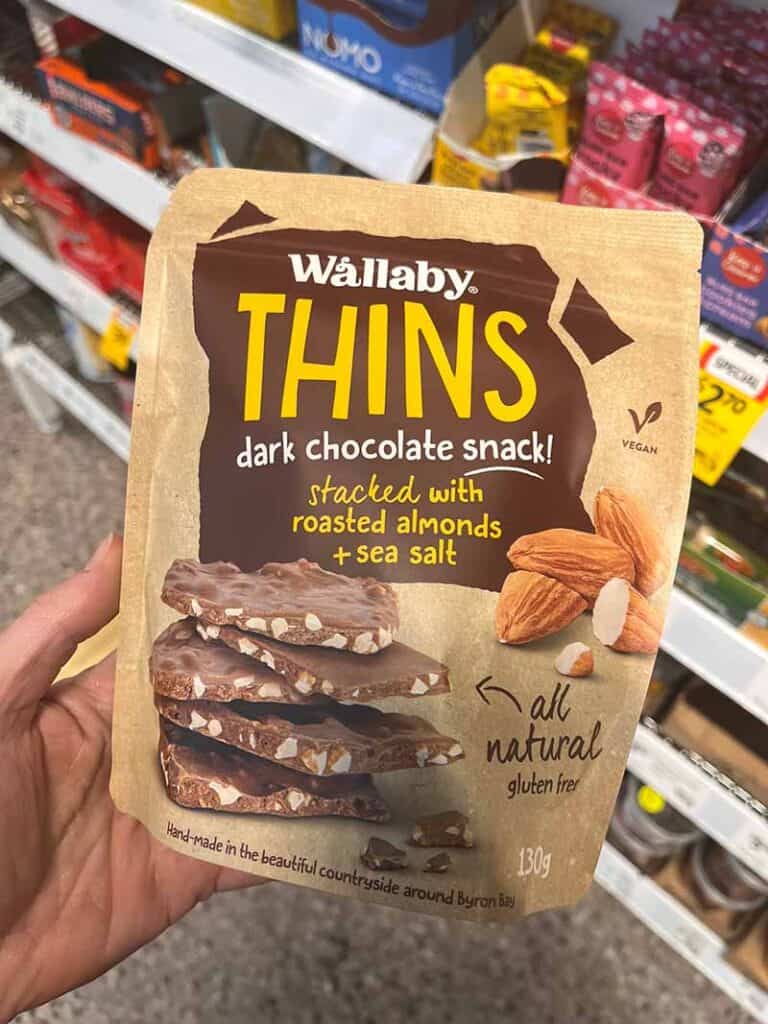 NOMO
Wallaby®
THINS
dark chocolate snack!
stacked with
roasted almonds
+ sea salt
VEGAN
SPECIAL
$2.70
all
natural
gluten free
Hand-made in the beautiful countryside around Byron Bay
130g